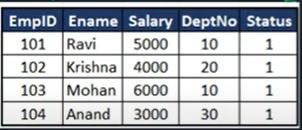 EmpID Ename Salary DeptNo Status
101 Ravi 5000 10 1
102 Krishna 4000 20 1
103 Mohan 6000 10 1
104 Anand 3000 30 1